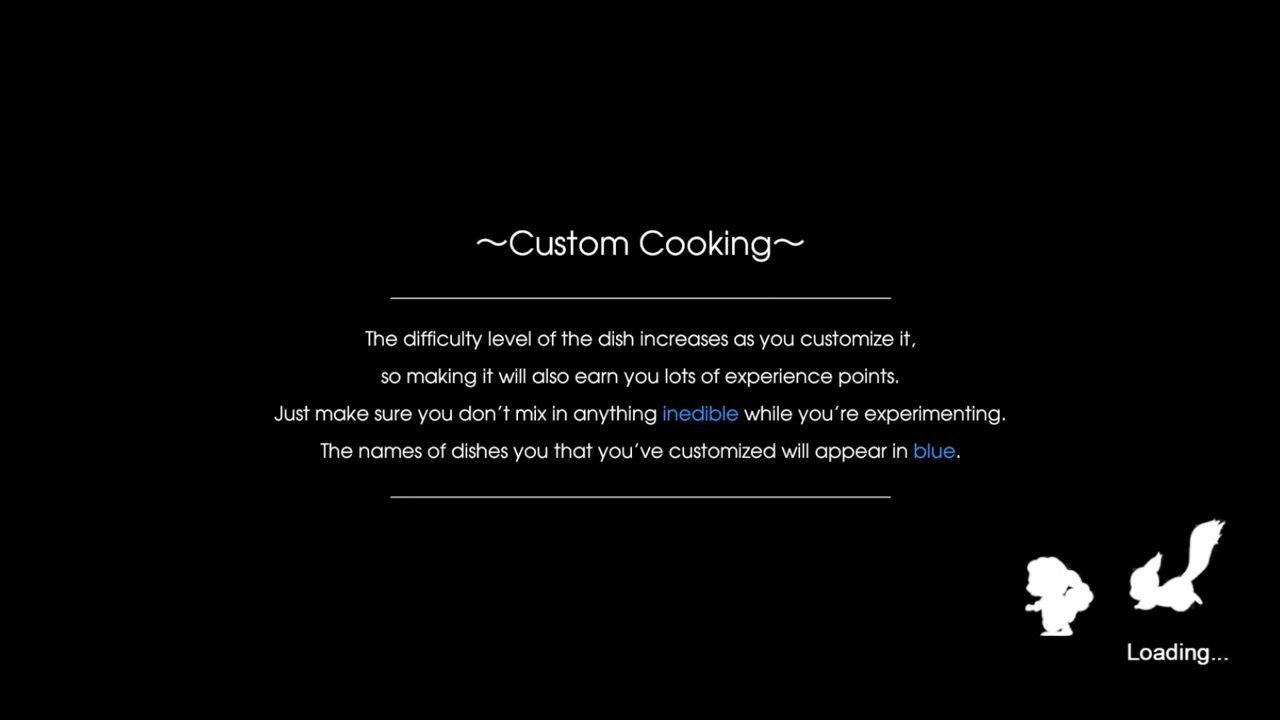 ～Custom Cooking～
The difficulty level of the dish increases as you customize it,
so making it will also earn you lots of experience points.
Just make sure you don’t mix in anything inedible while you’re experimenting.
The names of dishes you that you’ve customized will appear in blue.
Loading...